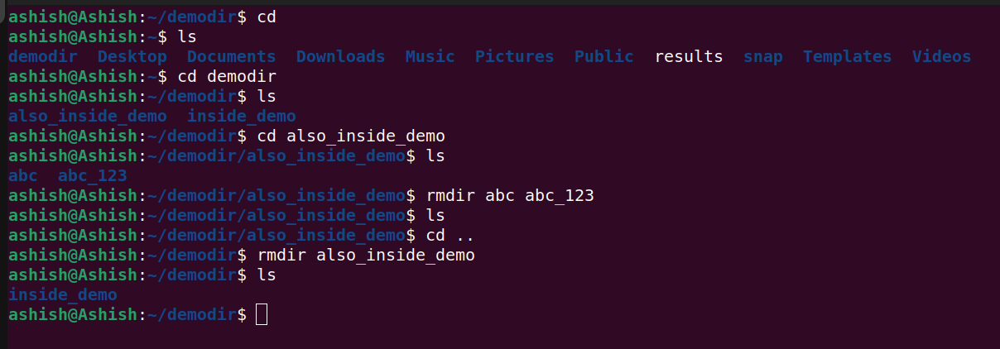 ashish@Ashish:~/demodir$ cd
ashish@Ashish:~$ ls
demodir  Desktop  Documents  Downloads  Music  Pictures  Public  results  snap  Templates  Videos
ashish@Ashish:~$ cd demodir
ashish@Ashish:~/demodir$ ls
also_inside_demo  inside_demo
ashish@Ashish:~/demodir$ cd also_inside_demo
ashish@Ashish:~/demodir/also_inside_demo$ ls
abc  abc_123
ashish@Ashish:~/demodir/also_inside_demo$ rmdir abc abc_123
ashish@Ashish:~/demodir/also_inside_demo$ ls
ashish@Ashish:~/demodir/also_inside_demo$ cd ..
ashish@Ashish:~/demodir$ rmdir also_inside_demo
ashish@Ashish:~/demodir$ ls
inside_demo
ashish@Ashish:~/demodir$